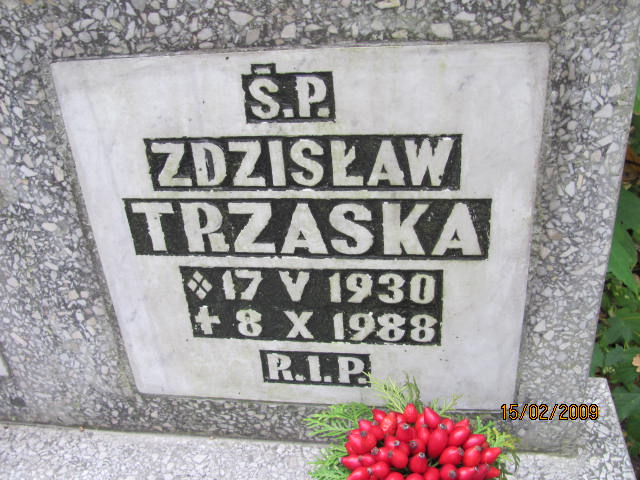 Ś.P.
ZDZISŁAW
TRZASKA
17 V 1930
✝ 8 X 1988
R.I.P.
15/02/2009